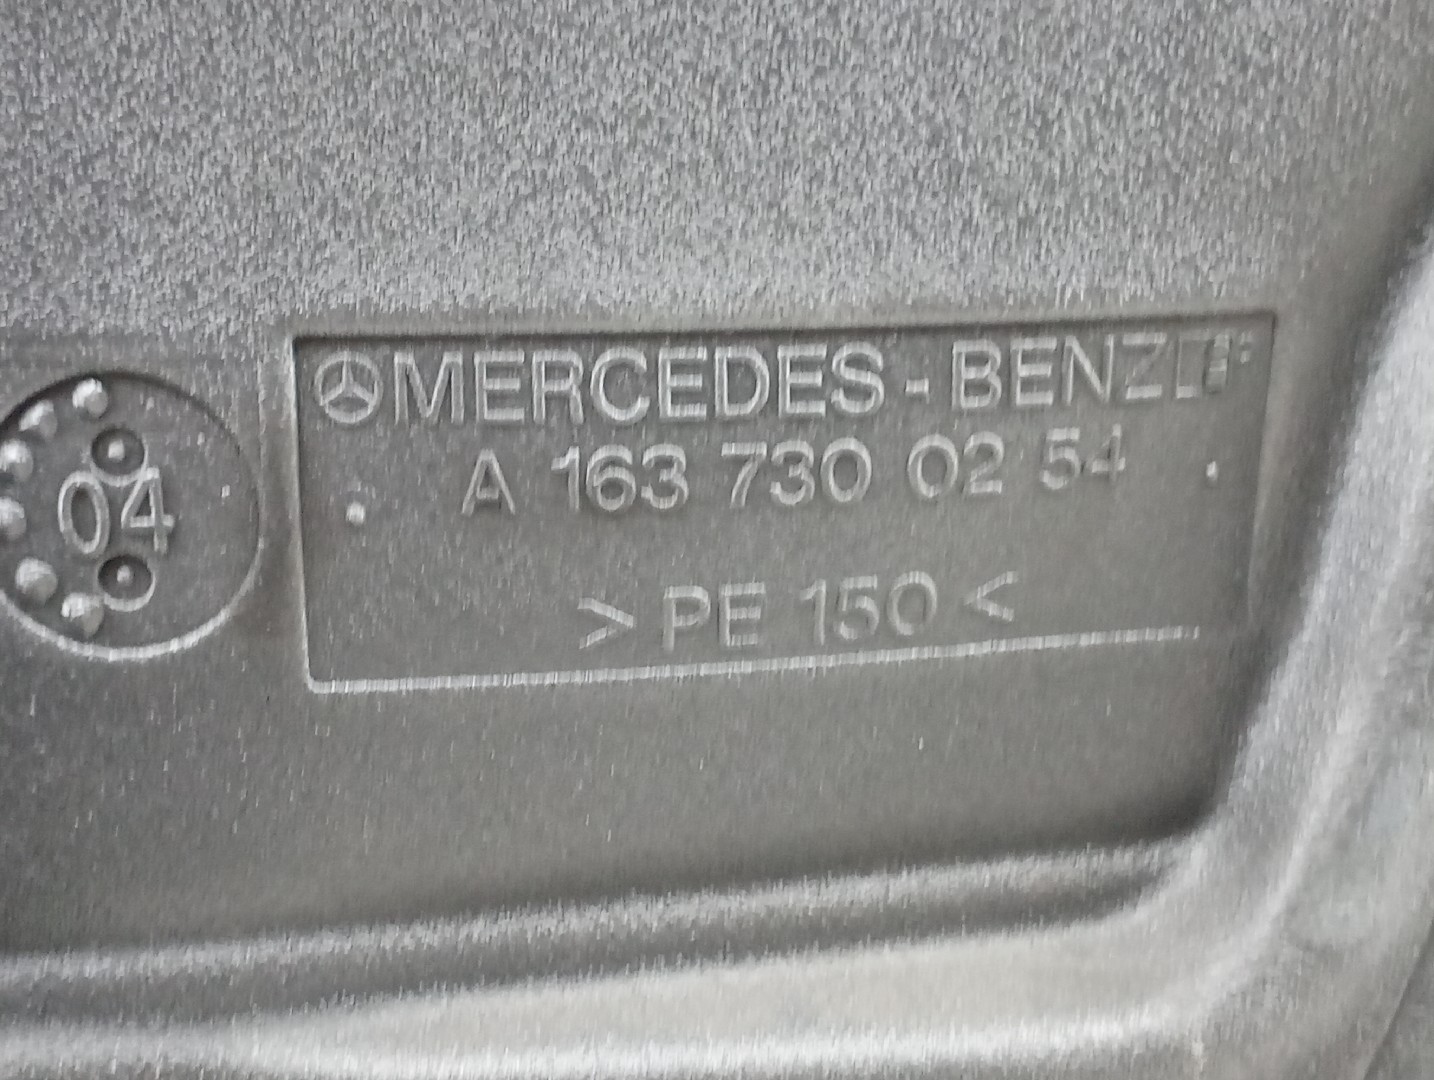 MERCEDES-BENZ
A 163 730 02 54
04
>PE 150<